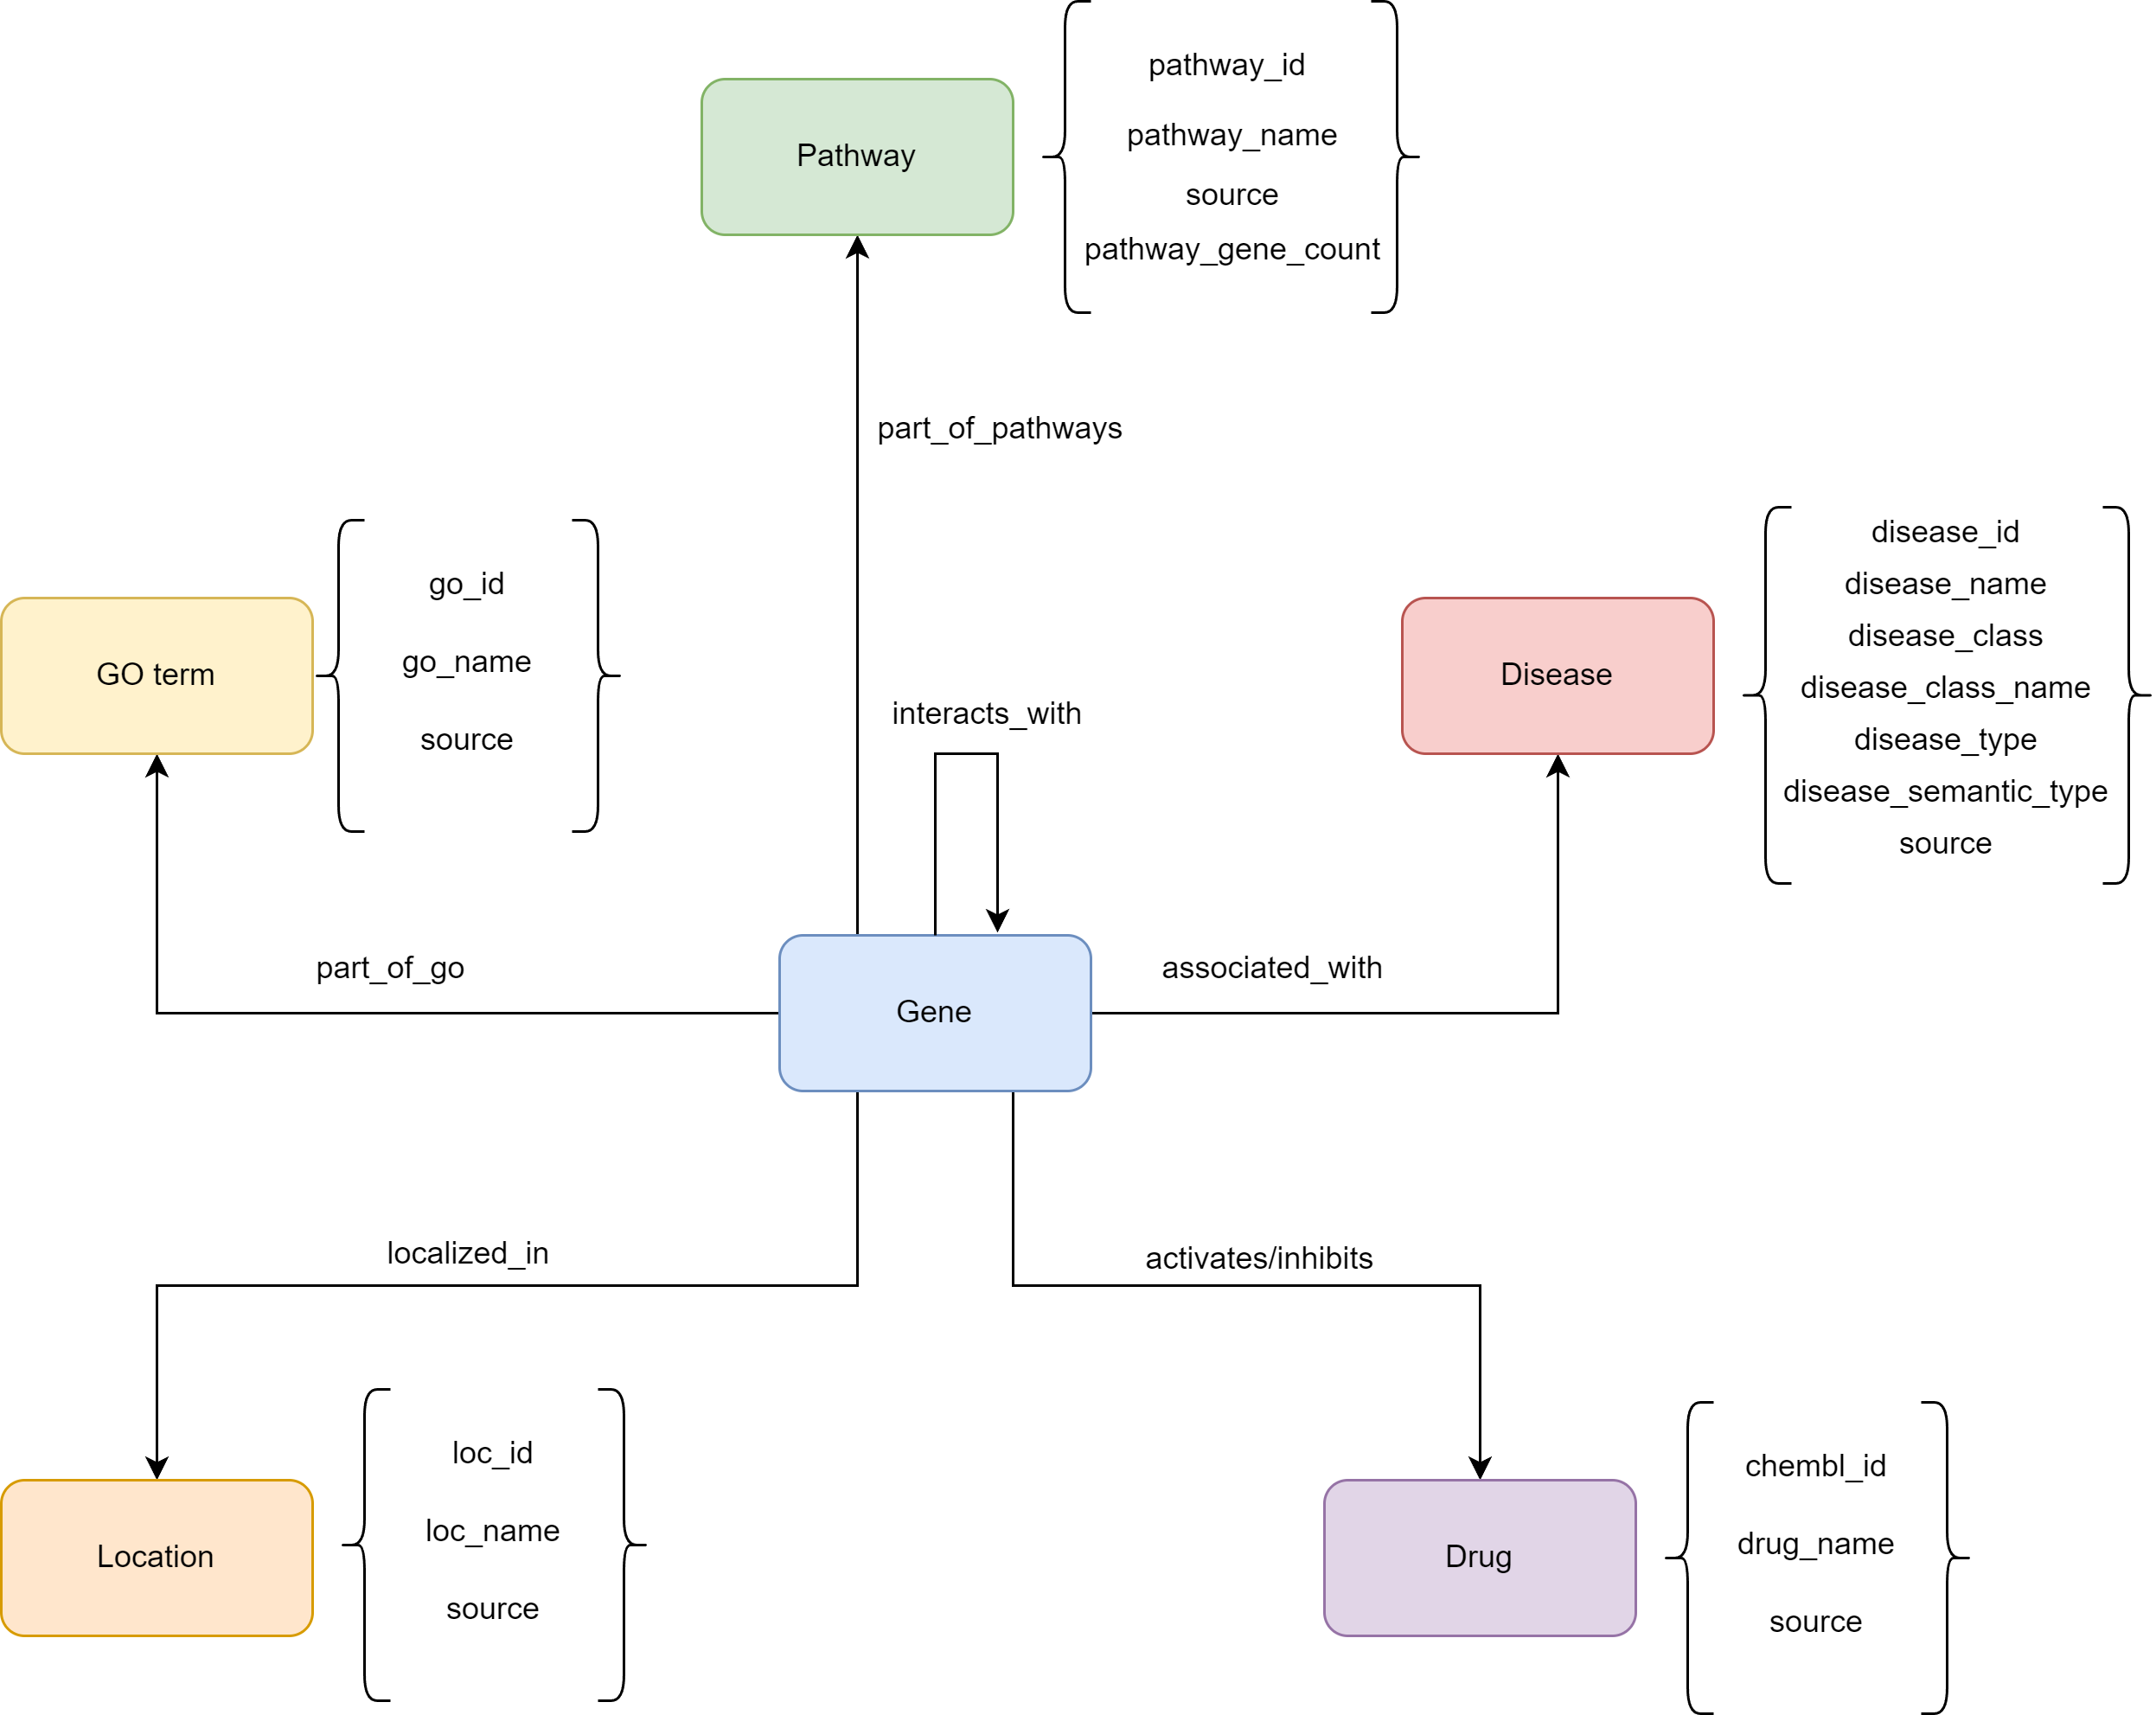 pathway_id
Pathway
pathway_name
source
pathway_gene_count
part_of_pathways
GO term
go_id
go_name
source
interacts_with
Disease
disease_id
disease_name
disease_class
disease_class_name
disease_type
disease_semantic_type
source
part_of_go
associated_with
Gene
localized_in
activates/inhibits
Location
loc_id
loc_name
source
Drug
chembl_id
drug_name
source